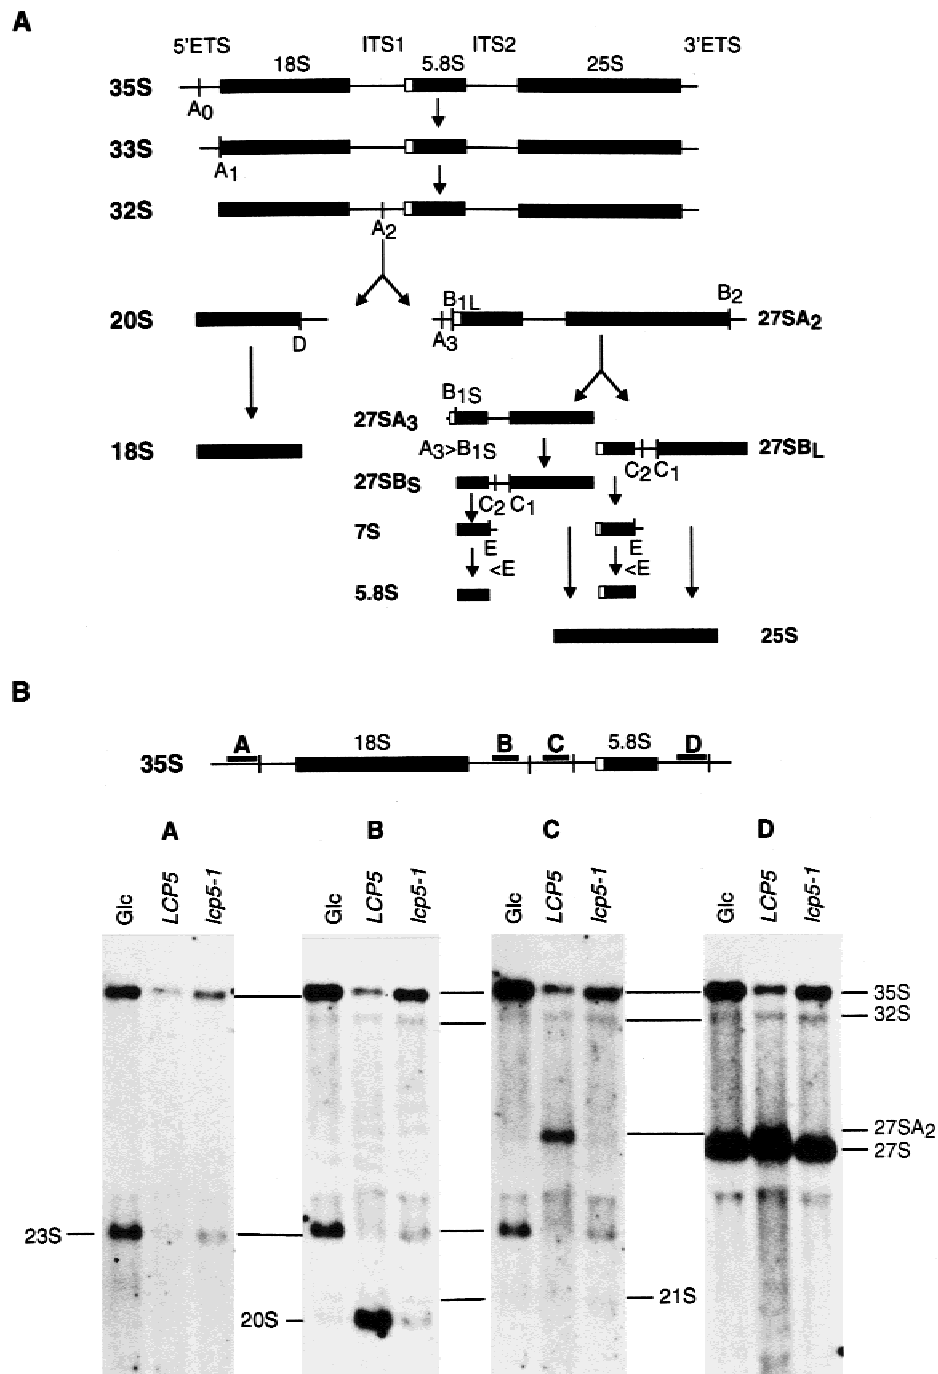 A
5'ETS ITS1 ITS2 3'ETS
18S 5.8S 25S
35S
A0
33S
A1
32S
A2
20S D
B1L B2
A3 27SA2
B1S
27SA3
18S
A3>B1S
27SBL
C2 C1
27SBS
C2 C1
7S
E E
<E <E
5.8S
25S
B
35S A 18S B C 5.8S D
A B C D
Glc LCP5 lcp5-1 Glc LCP5 lcp5-1 Glc LCP5 lcp5-1 Glc LCP5 lcp5-1
35S
32S
27SA2
27S
23S
21S
20S